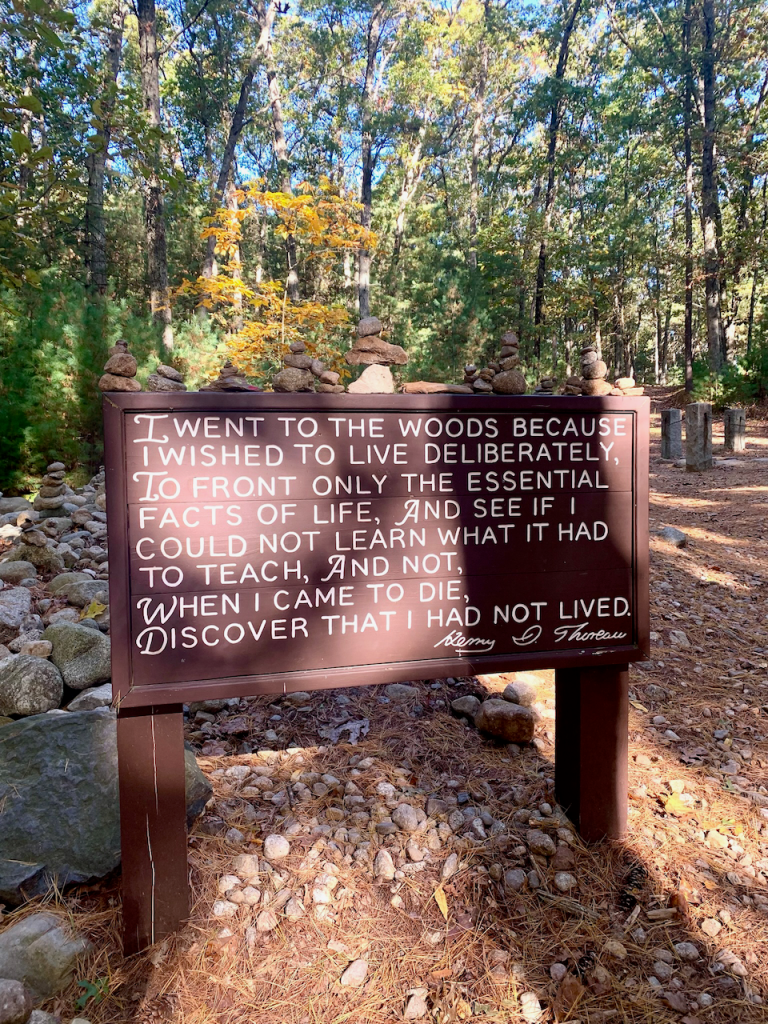 I WENT TO THE WOODS BECAUSE
I WISHED TO LIVE DELIBERATELY,
TO FRONT ONLY THE ESSENTIAL
FACTS OF LIFE, AND SEE IF I
COULD NOT LEARN WHAT IT HAD
TO TEACH, AND NOT,
WHEN I CAME TO DIE,
DISCOVER THAT I HAD NOT LIVED.
Henry D Thoreau